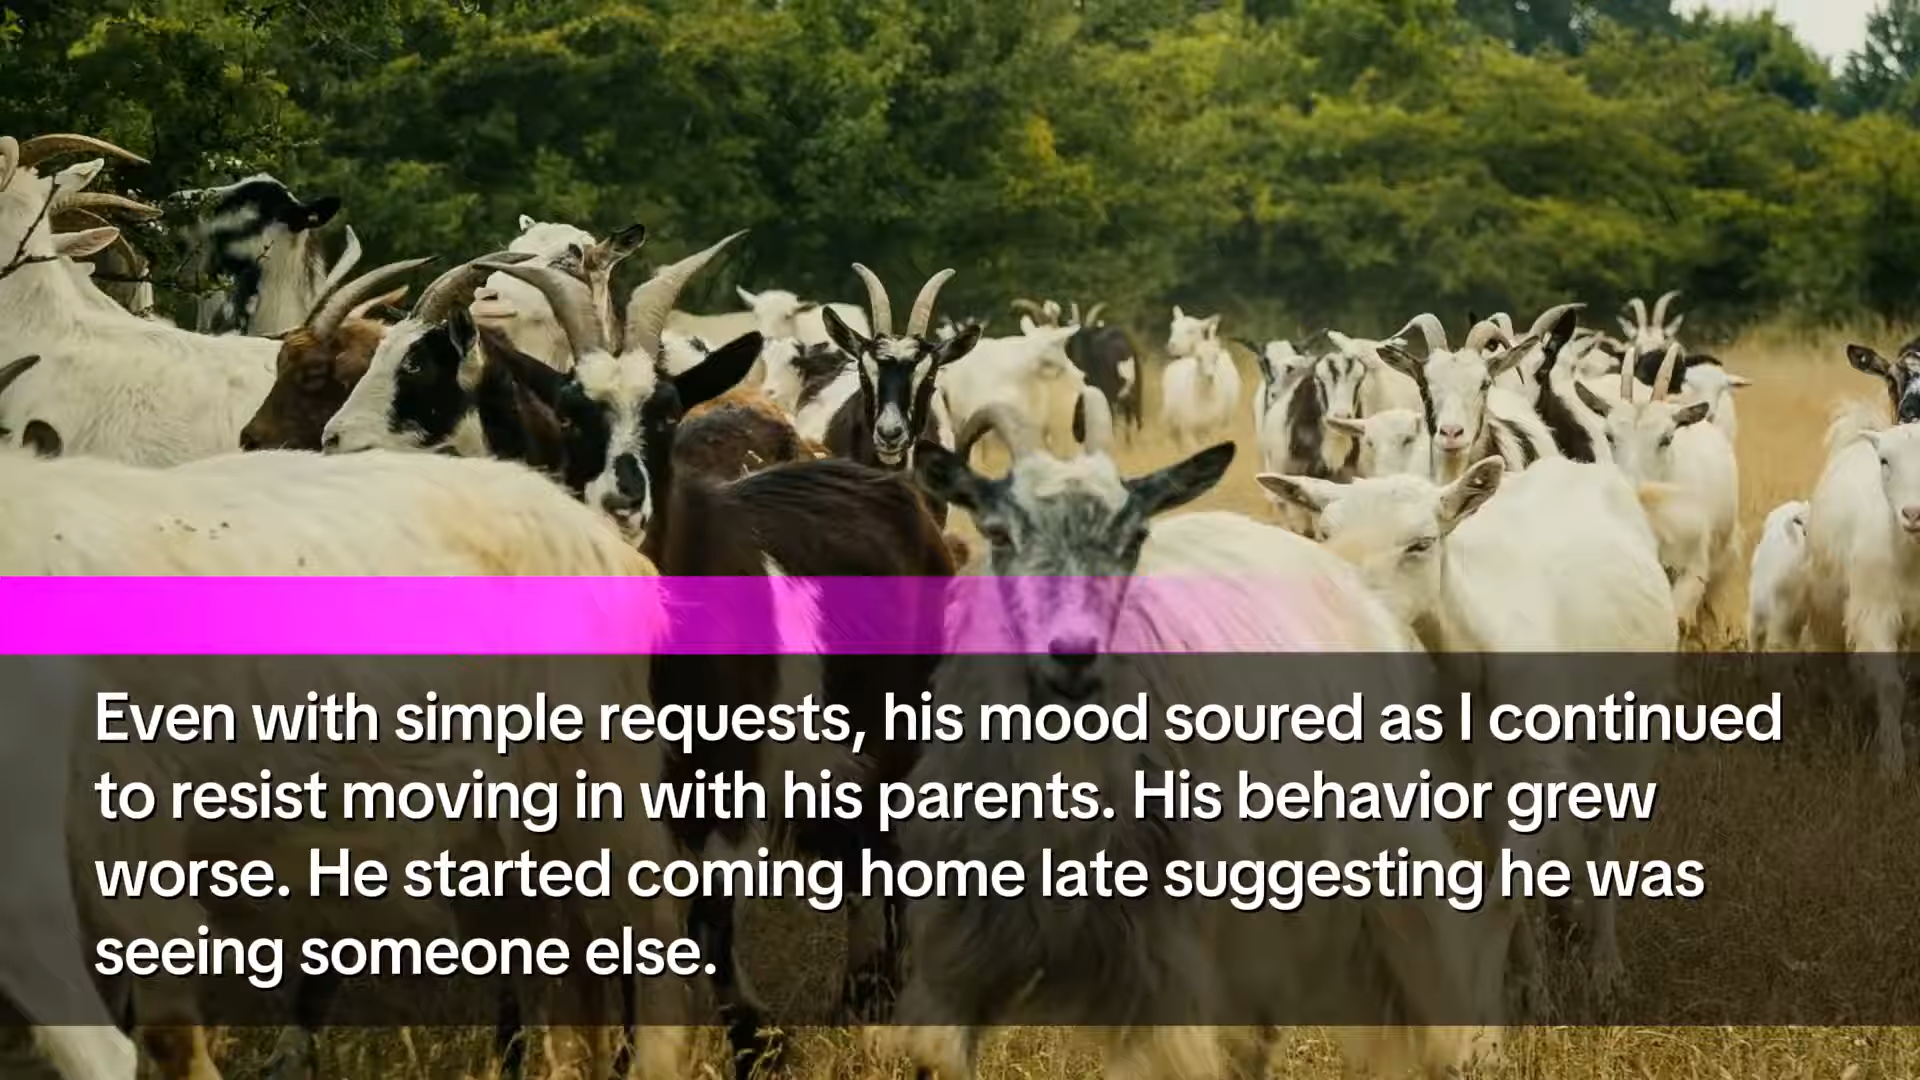 Even with simple requests, his mood soured as I continued
to resist moving in with his parents. His behavior grew
worse. He started coming home late suggesting he was
seeing someone else.